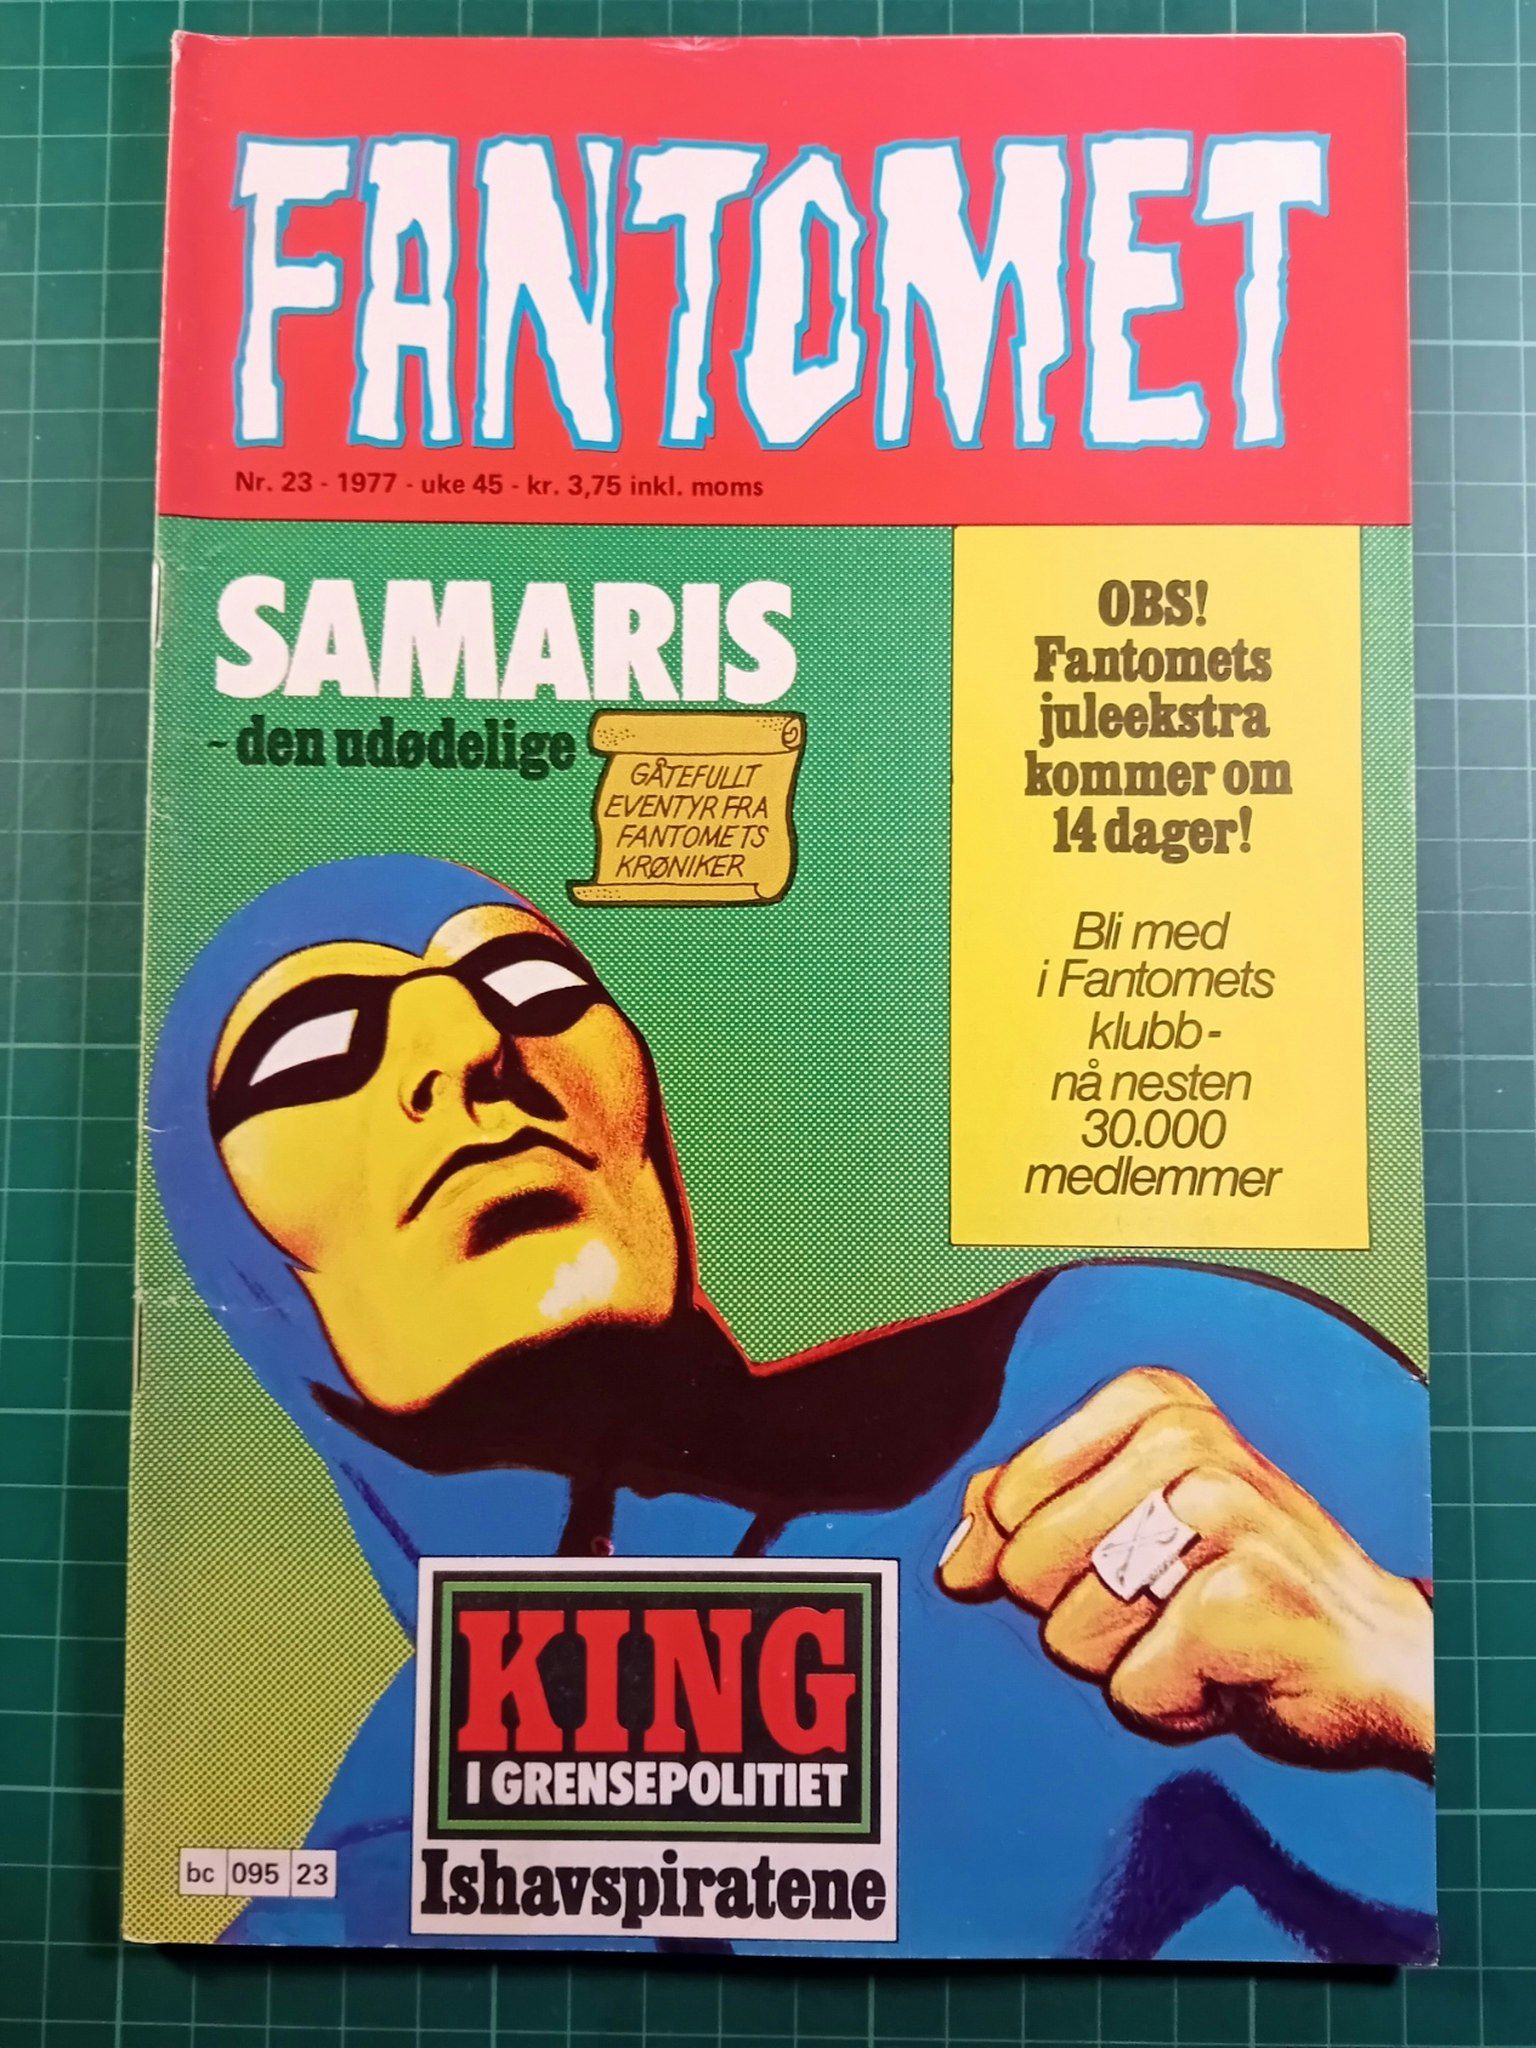 FANTOMET
Nr. 23 - 1977 - uke 45 - kr. 3,75 inkl. moms
SAMARIS
- den udødelige
GÅTEFULLT
EVENTYR FRA
FANTOMETS
KRØNIKER
OBS!
Fantomets
juleekstra
kommer om
14 dager!
Bli med
i Fantomets
klubb-
nå nesten
30.000
medlemmer
KING
I GRENSEPOLITIET
Ishavspiratene
bc 095 23